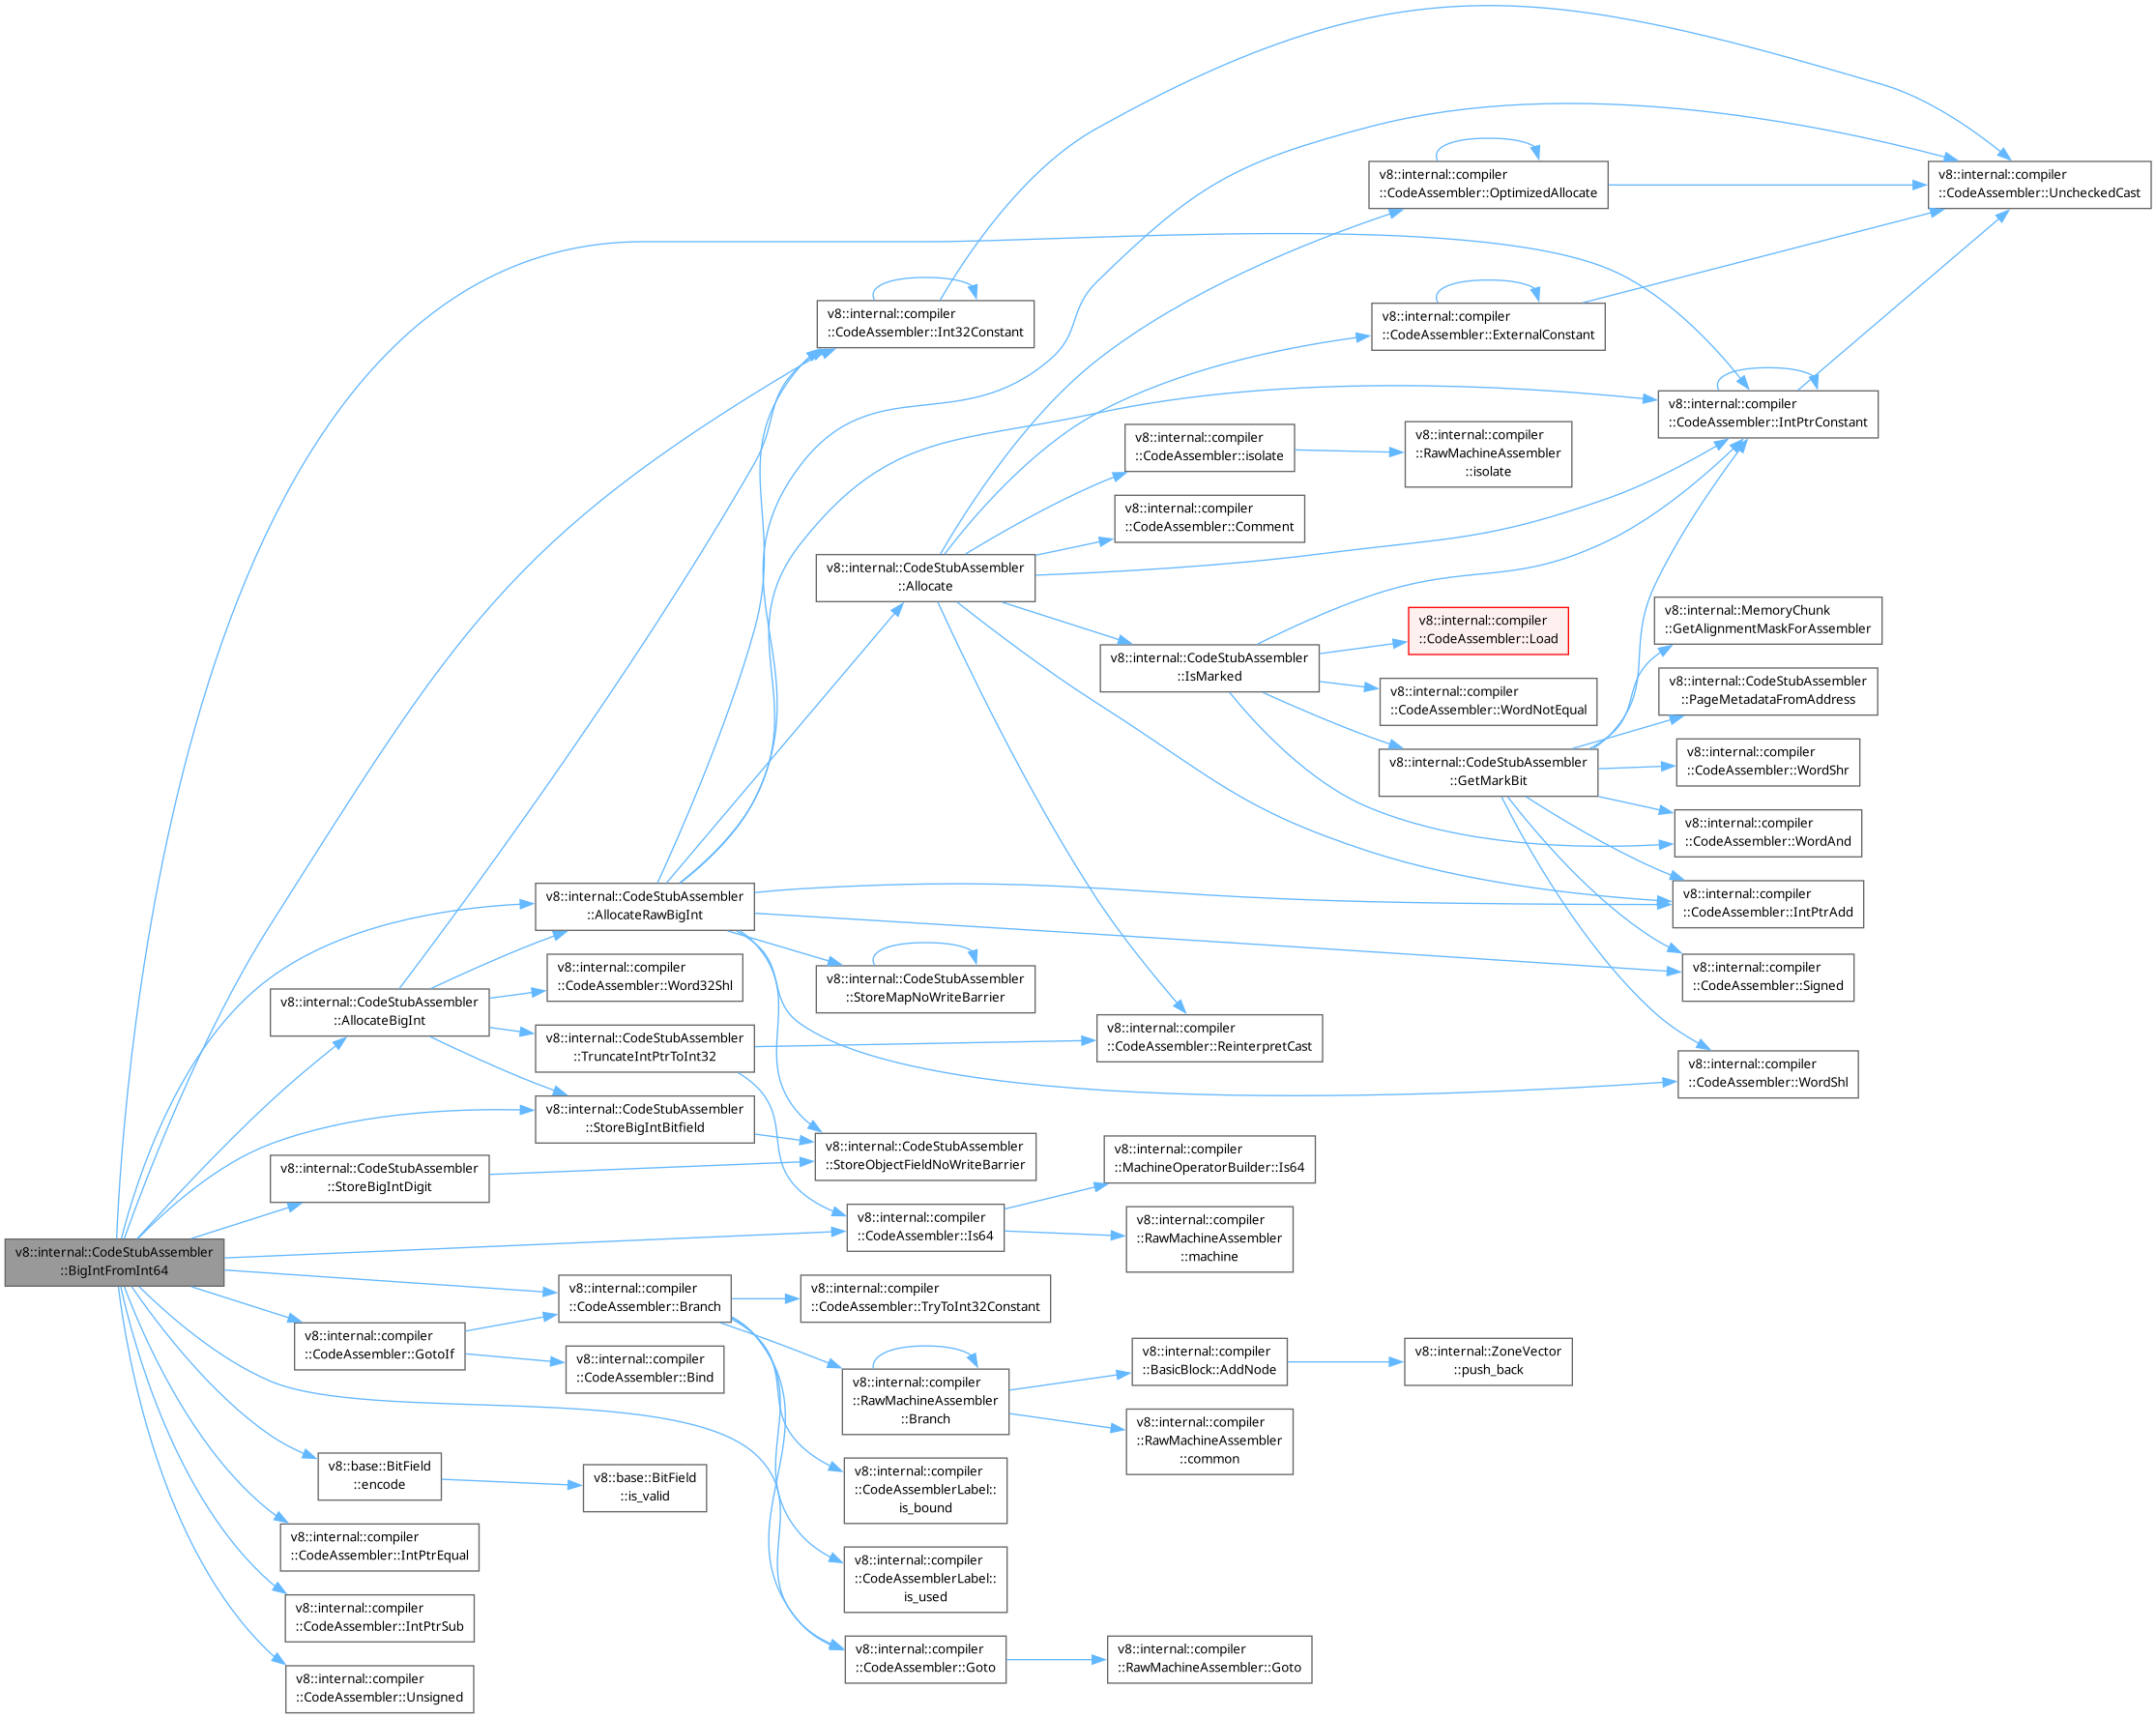 v8::internal::CodeStubAssembler
::BigIntFromInt64
v8::internal::CodeStubAssembler
::AllocateBigInt
v8::internal::CodeStubAssembler
::StoreBigIntDigit
v8::internal::compiler
::CodeAssembler::GotoIf
v8::base::BitField
::encode
v8::internal::compiler
::CodeAssembler::IntPtrEqual
v8::internal::compiler
::CodeAssembler::IntPtrSub
v8::internal::compiler
::CodeAssembler::Unsigned
v8::internal::CodeStubAssembler
::AllocateRawBigInt
v8::internal::compiler
::CodeAssembler::Word32Shl
v8::internal::CodeStubAssembler
::TruncateIntPtrToInt32
v8::internal::CodeStubAssembler
::StoreBigIntBitfield
v8::internal::compiler
::CodeAssembler::Branch
v8::internal::compiler
::CodeAssembler::Bind
v8::base::BitField
::is_valid
v8::internal::compiler
::CodeAssembler::Int32Constant
v8::internal::CodeStubAssembler
::Allocate
v8::internal::CodeStubAssembler
::StoreMapNoWriteBarrier
v8::internal::CodeStubAssembler
::StoreObjectFieldNoWriteBarrier
v8::internal::compiler
::CodeAssembler::Is64
v8::internal::compiler
::CodeAssembler::TryToInt32Constant
v8::internal::compiler
::RawMachineAssembler
::Branch
v8::internal::compiler
::CodeAssemblerLabel::
is_bound
v8::internal::compiler
::CodeAssemblerLabel::
is_used
v8::internal::compiler
::CodeAssembler::Goto
v8::internal::compiler
::CodeAssembler::isolate
v8::internal::compiler
::CodeAssembler::Comment
v8::internal::CodeStubAssembler
::IsMarked
v8::internal::compiler
::CodeAssembler::ReinterpretCast
v8::internal::compiler
::MachineOperatorBuilder::Is64
v8::internal::compiler
::RawMachineAssembler
::machine
v8::internal::compiler
::BasicBlock::AddNode
v8::internal::compiler
::RawMachineAssembler
::common
v8::internal::compiler
::RawMachineAssembler::Goto
v8::internal::compiler
::CodeAssembler::OptimizedAllocate
v8::internal::compiler
::CodeAssembler::ExternalConstant
v8::internal::compiler
::RawMachineAssembler
::isolate
v8::internal::compiler
::CodeAssembler::Load
v8::internal::compiler
::CodeAssembler::WordNotEqual
v8::internal::CodeStubAssembler
::GetMarkBit
v8::internal::ZoneVector
::push_back
v8::internal::compiler
::CodeAssembler::UncheckedCast
v8::internal::compiler
::CodeAssembler::IntPtrConstant
v8::internal::MemoryChunk
::GetAlignmentMaskForAssembler
v8::internal::CodeStubAssembler
::PageMetadataFromAddress
v8::internal::compiler
::CodeAssembler::WordShr
v8::internal::compiler
::CodeAssembler::WordAnd
v8::internal::compiler
::CodeAssembler::IntPtrAdd
v8::internal::compiler
::CodeAssembler::Signed
v8::internal::compiler
::CodeAssembler::WordShl